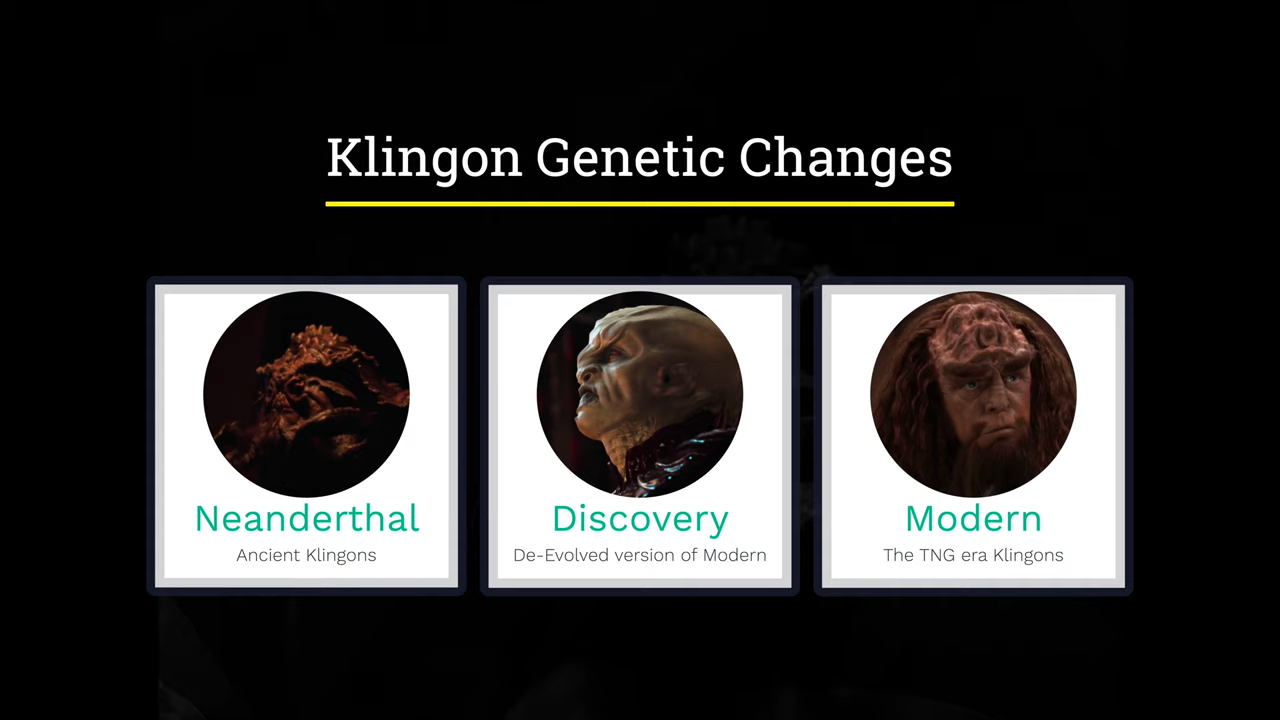 Klingon Genetic Changes
Neanderthal
Ancient Klingons
Discovery
De-Evolved version of Modern
Modern
The TNG era Klingons